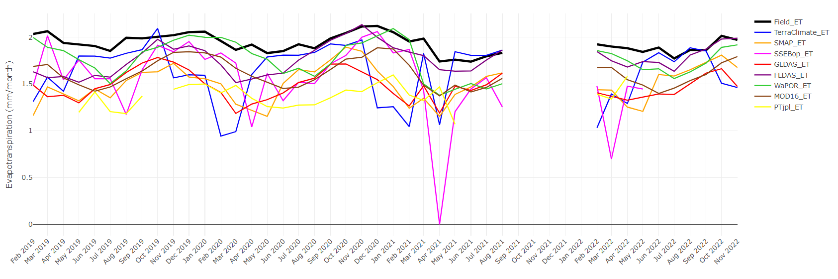 Evapotranspiration (mm/month)
2
1.5
1
0.5
0
Feb 2019
Mar 2019
Apr 2019
May 2019
Jun 2019
Jul 2019
Aug 2019
Sep 2019
Oct 2019
Nov 2019
Dec 2019
Jan 2020
Feb 2020
Mar 2020
Apr 2020
May 2020
Jun 2020
Jul 2020
Aug 2020
Sep 2020
Oct 2020
Nov 2020
Dec 2020
Jan 2021
Feb 2021
Mar 2021
Apr 2021
May 2021
Jun 2021
Jul 2021
Aug 2021
Sep 2021
Oct 2021
Nov 2021
Dec 2021
Jan 2022
Feb 2022
Mar 2022
Apr 2022
May 2022
Jun 2022
Jul 2022
Aug 2022
Sep 2022
Oct 2022
Nov 2022
Field_ET
TerraClimate_ET
SMAP_ET
SSEBop_ET
GLDAS_ET
FLDAS_ET
WaPOR_ET
MOD16_ET
PTjpl_ET